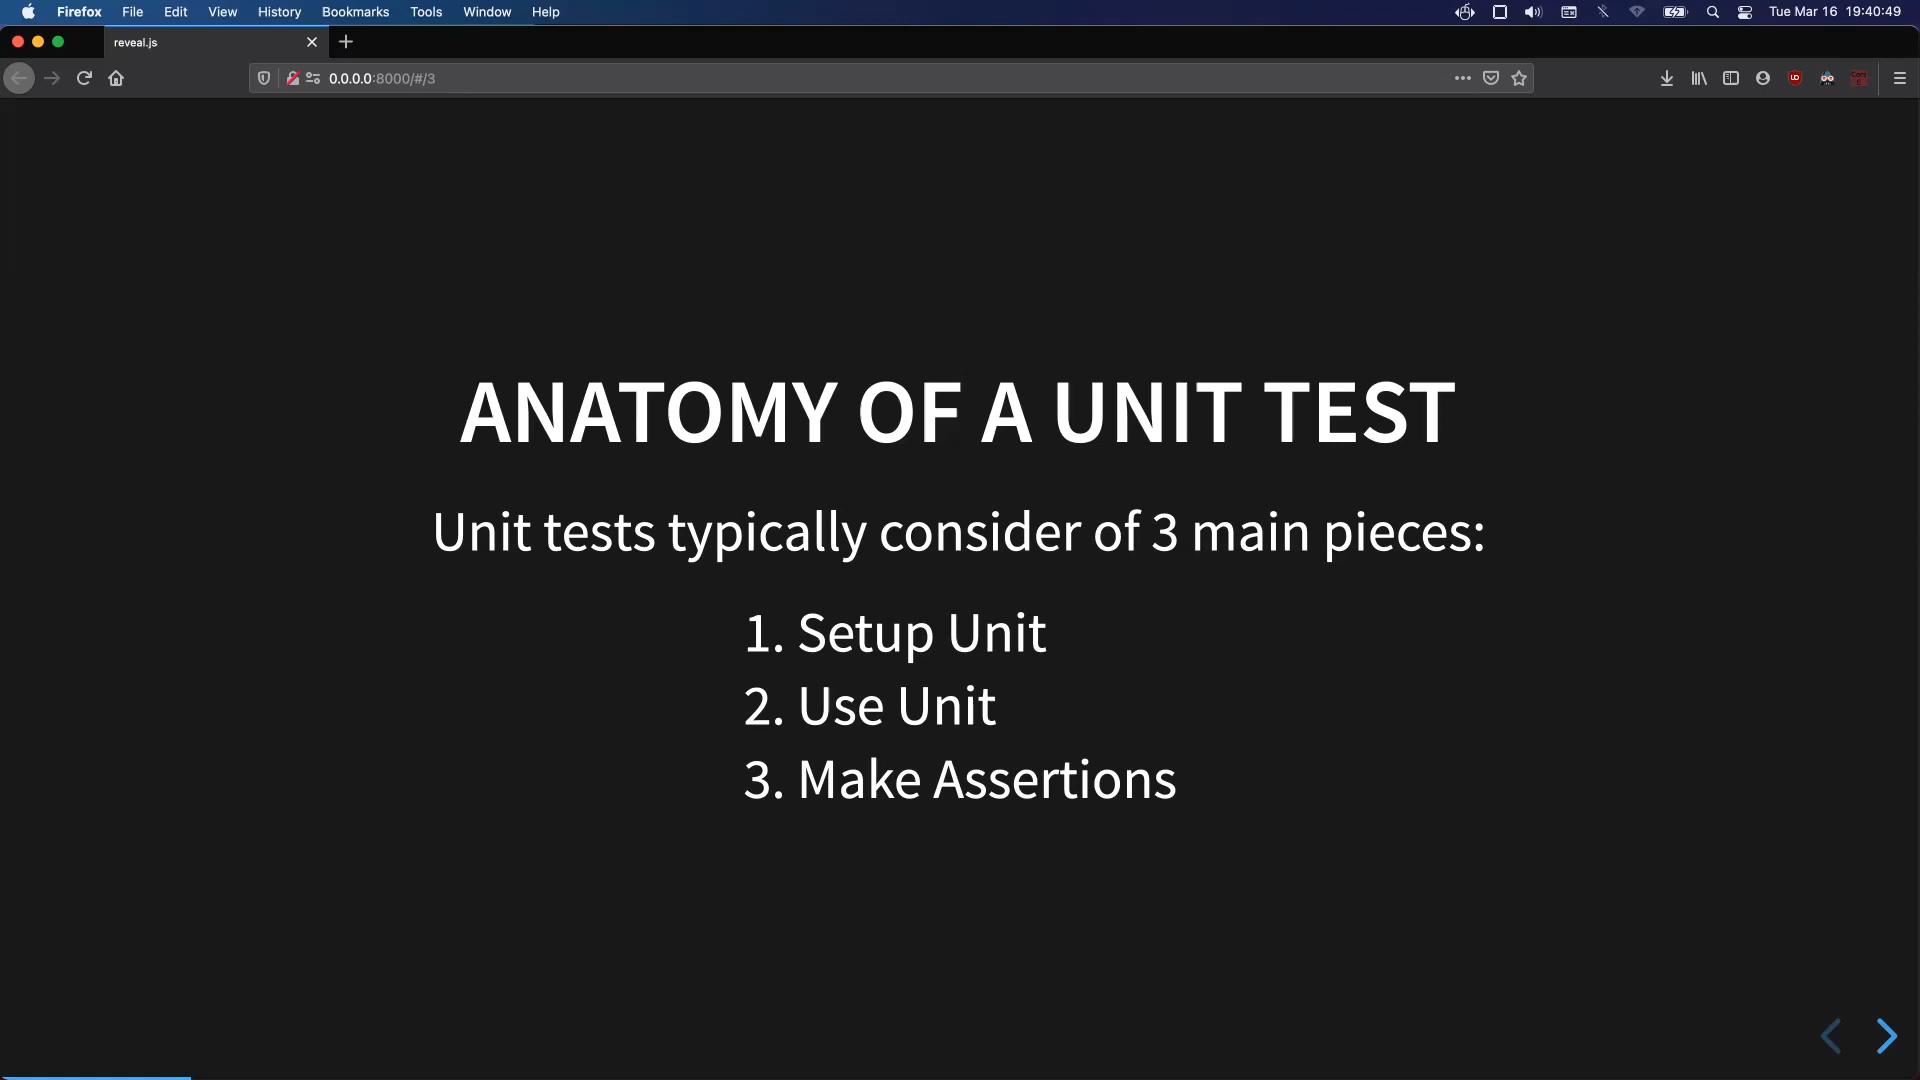 Firefox File Edit View History Bookmarks Tools Window Help Tue Mar 16 19:40:49
reveal.js
0.0.0.0:8000/#/3
ANATOMY OF A UNIT TEST
Unit tests typically consider of 3 main pieces:
1. Setup Unit
2. Use Unit
3. Make Assertions